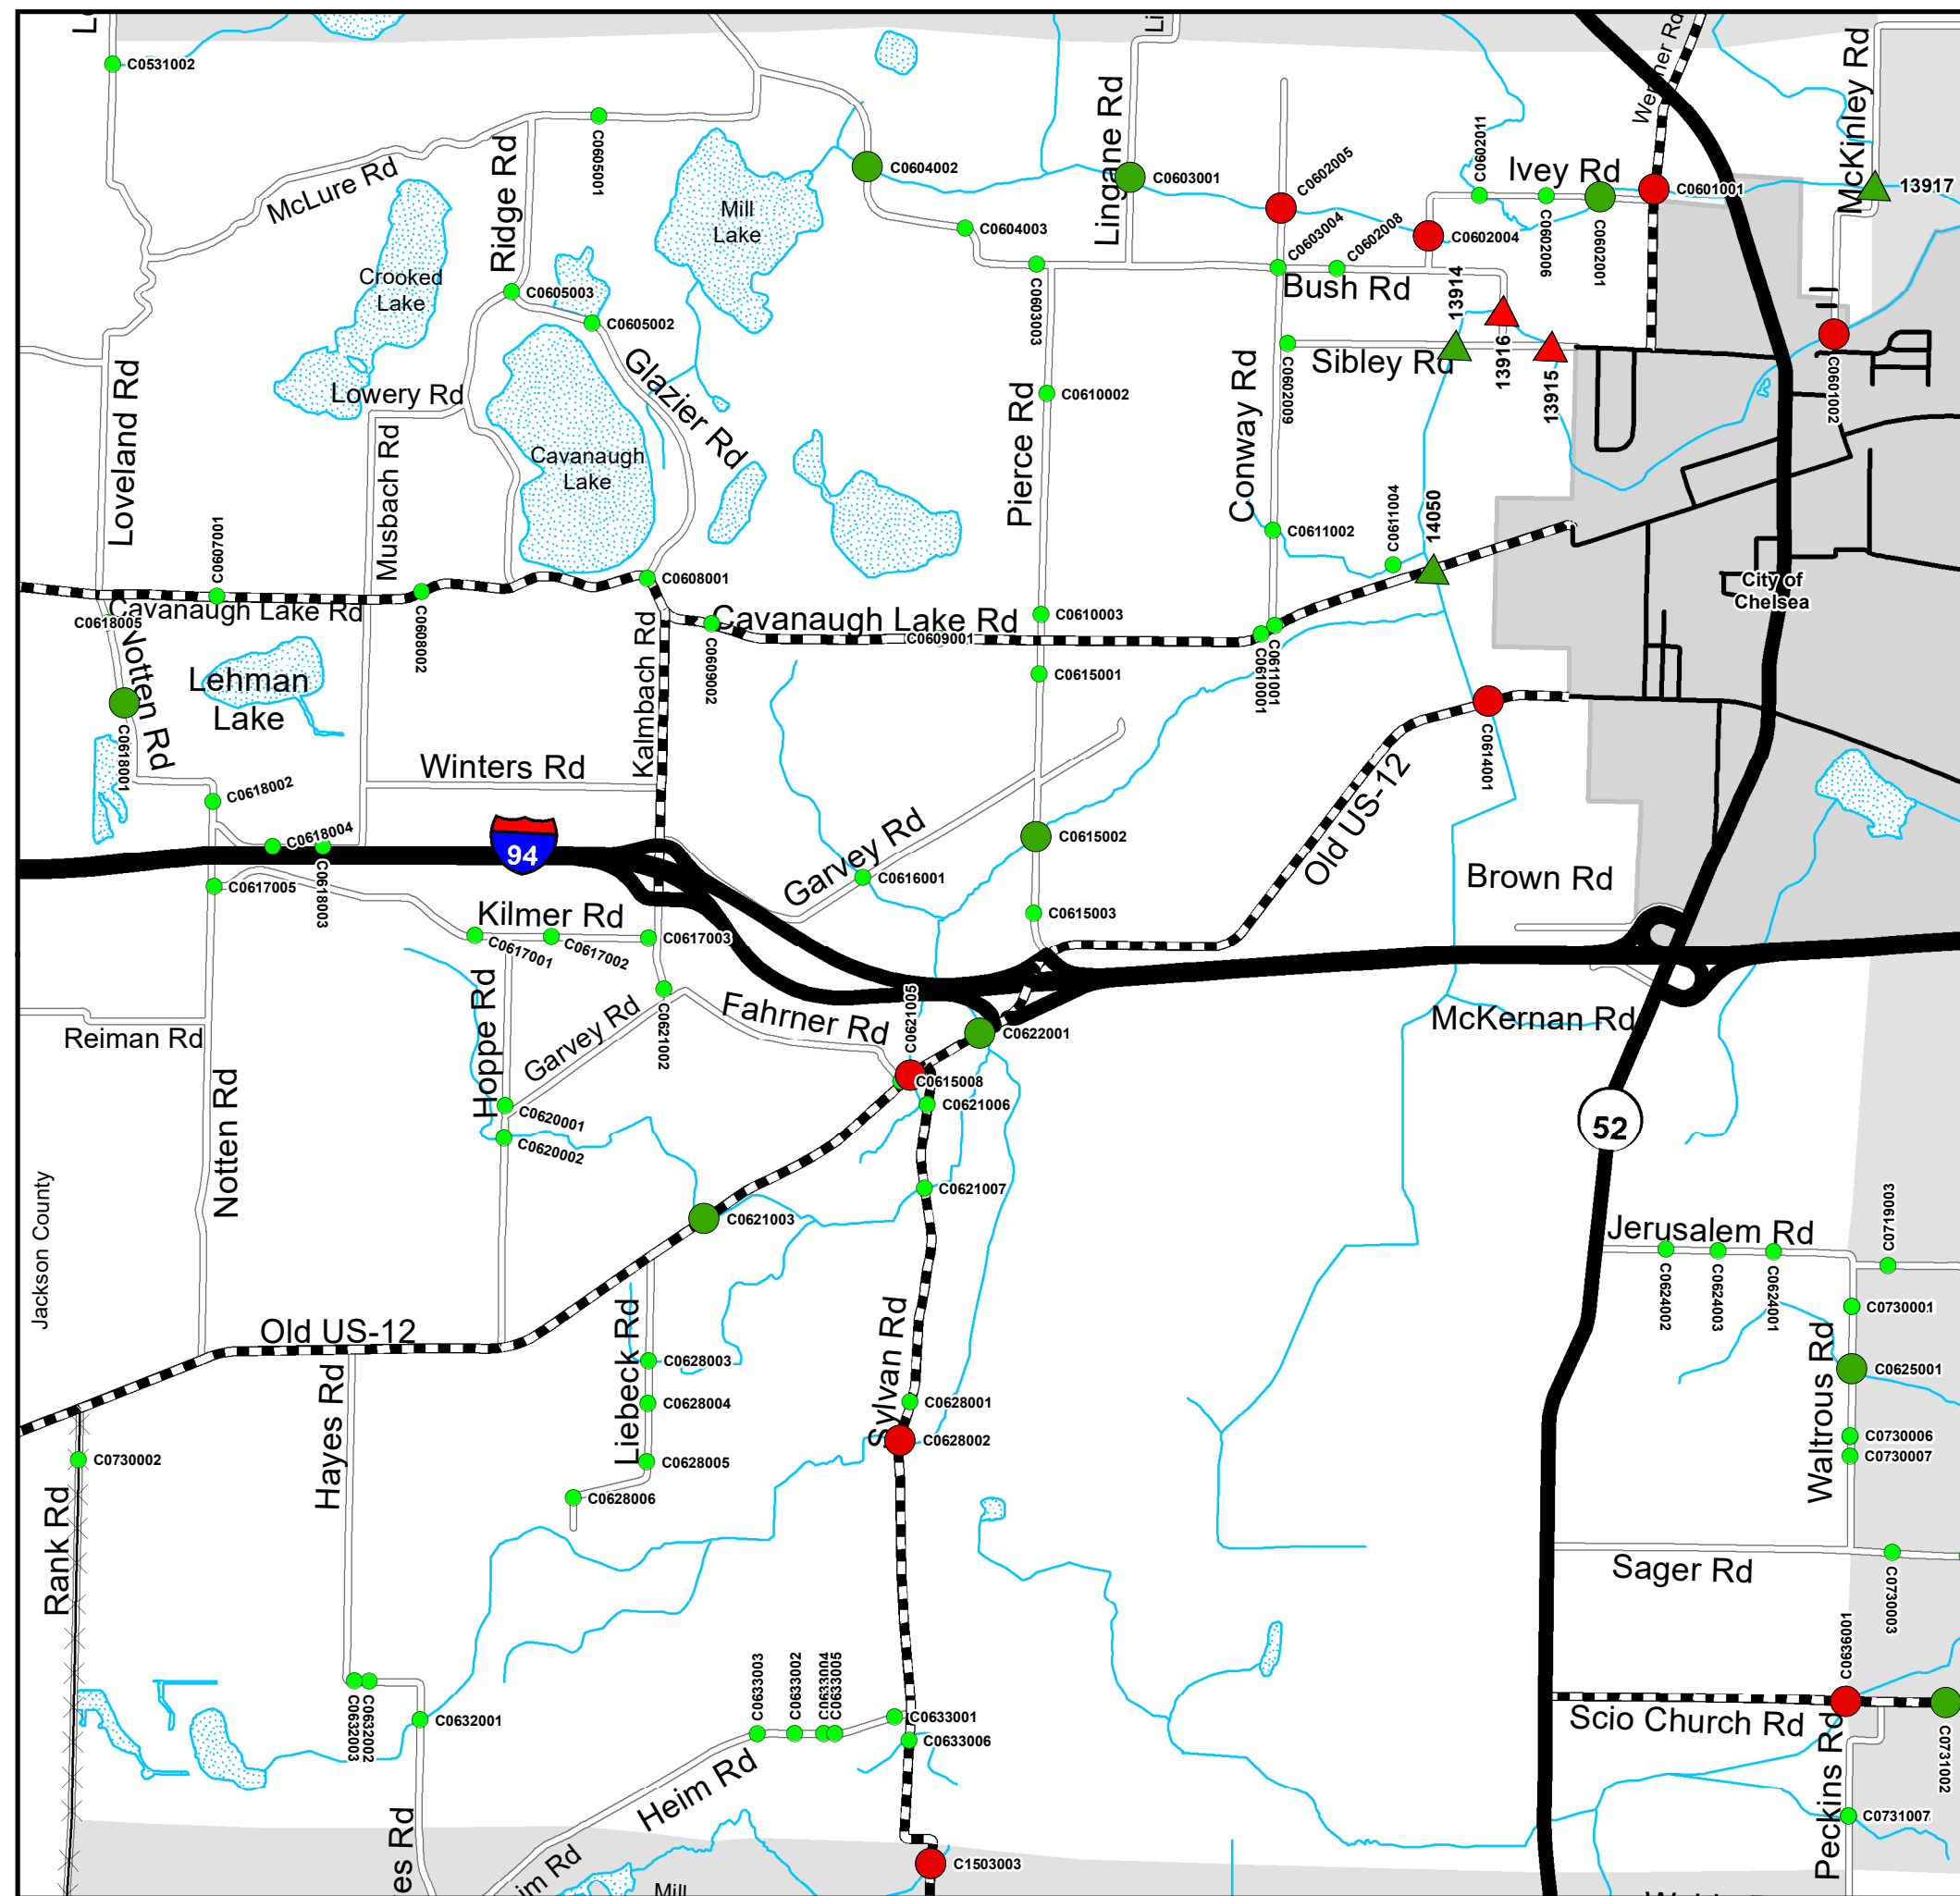 C0531002
McLure Rd
Ridge Rd
C0605001
C0604002
Mill
Lake
C0604003
Lingane Rd
C0603001
C0602005
C0603004
C0602008
C0602004
C0602011
Ivey Rd
C0602006
C0602001
C0601001
McKinley Rd
13917
Crooked
Lake
C0605003
C0605002
Glazier Rd
C0603003
Bush Rd
13914
13916
13915
Sibley Rd
C0602009
C0601002
Loveland Rd
Lowery Rd
Musbach Rd
Cavanaugh
Lake
Pierce Rd
C0610002
Conway Rd
C0611002
C0611004
14050
City of
Chelsea
C0607001
Cavanaugh Lake Rd
C0618005
C0608002
C0608001
Cavanaugh Lake Rd
C0609002
C0609001
C0610003
C0615001
C0610001
C0611001
Notten Rd
Lehman
Lake
Kalmbach Rd
C0618001
Winters Rd
C0618002
C0618004
C0618003
94
C0617005
Garvey Rd
C0615002
C0616001
C0615003
Old US-12
C0614001
Brown Rd
Kilmer Rd
C0617001
C0617002
C0617003
McKernan Rd
Reiman Rd
Hoppe Rd
Garvey Rd
C0621002
Fahrner Rd
C0621005
C0622001
C0615008
C0621006
C0620001
C0620002
Notten Rd
52
C0621003
C0621007
Jackson County
Jerusalem Rd
C0624002
C0624003
C0624001
C0719003
C0730001
Waltrous Rd
C0625001
C0730006
C0730007
Old US-12
Hayes Rd
Liebeck Rd
C0628003
C0628004
C0628005
C0628006
Sylvan Rd
C0628001
C0628002
C0730002
Rank Rd
Sager Rd
C0730003
C0636001
Scio Church Rd
C0731002
Peckins Rd
C0731007
C0632003
C0632002
C0632001
C0633003
C0633002
C0633004
C0633005
C0633001
C0633006
Heim Rd
C1503003
es Rd
im Rd
Mill